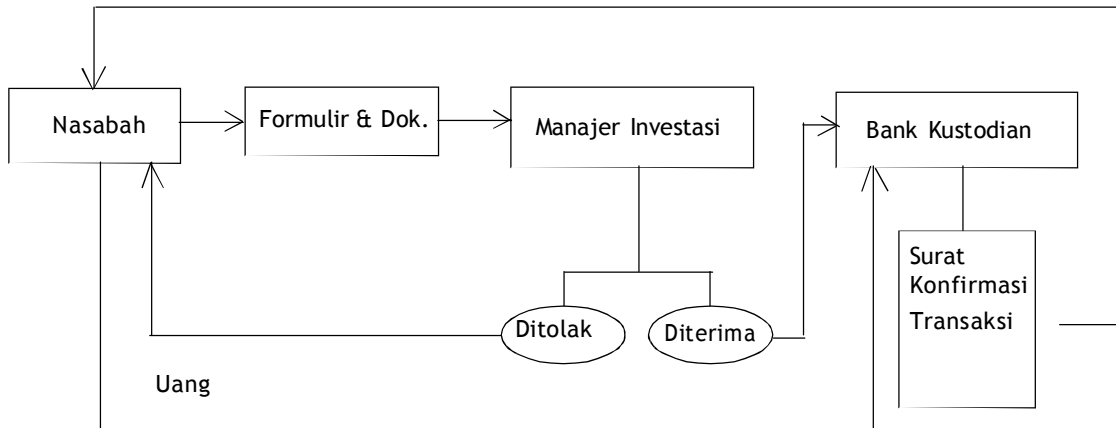 Nasabah
Formulir & Dok.
Manajer Investasi
Bank Kustodian
Surat
Konfirmasi
Transaksi
Ditolak
Diterima
Uang